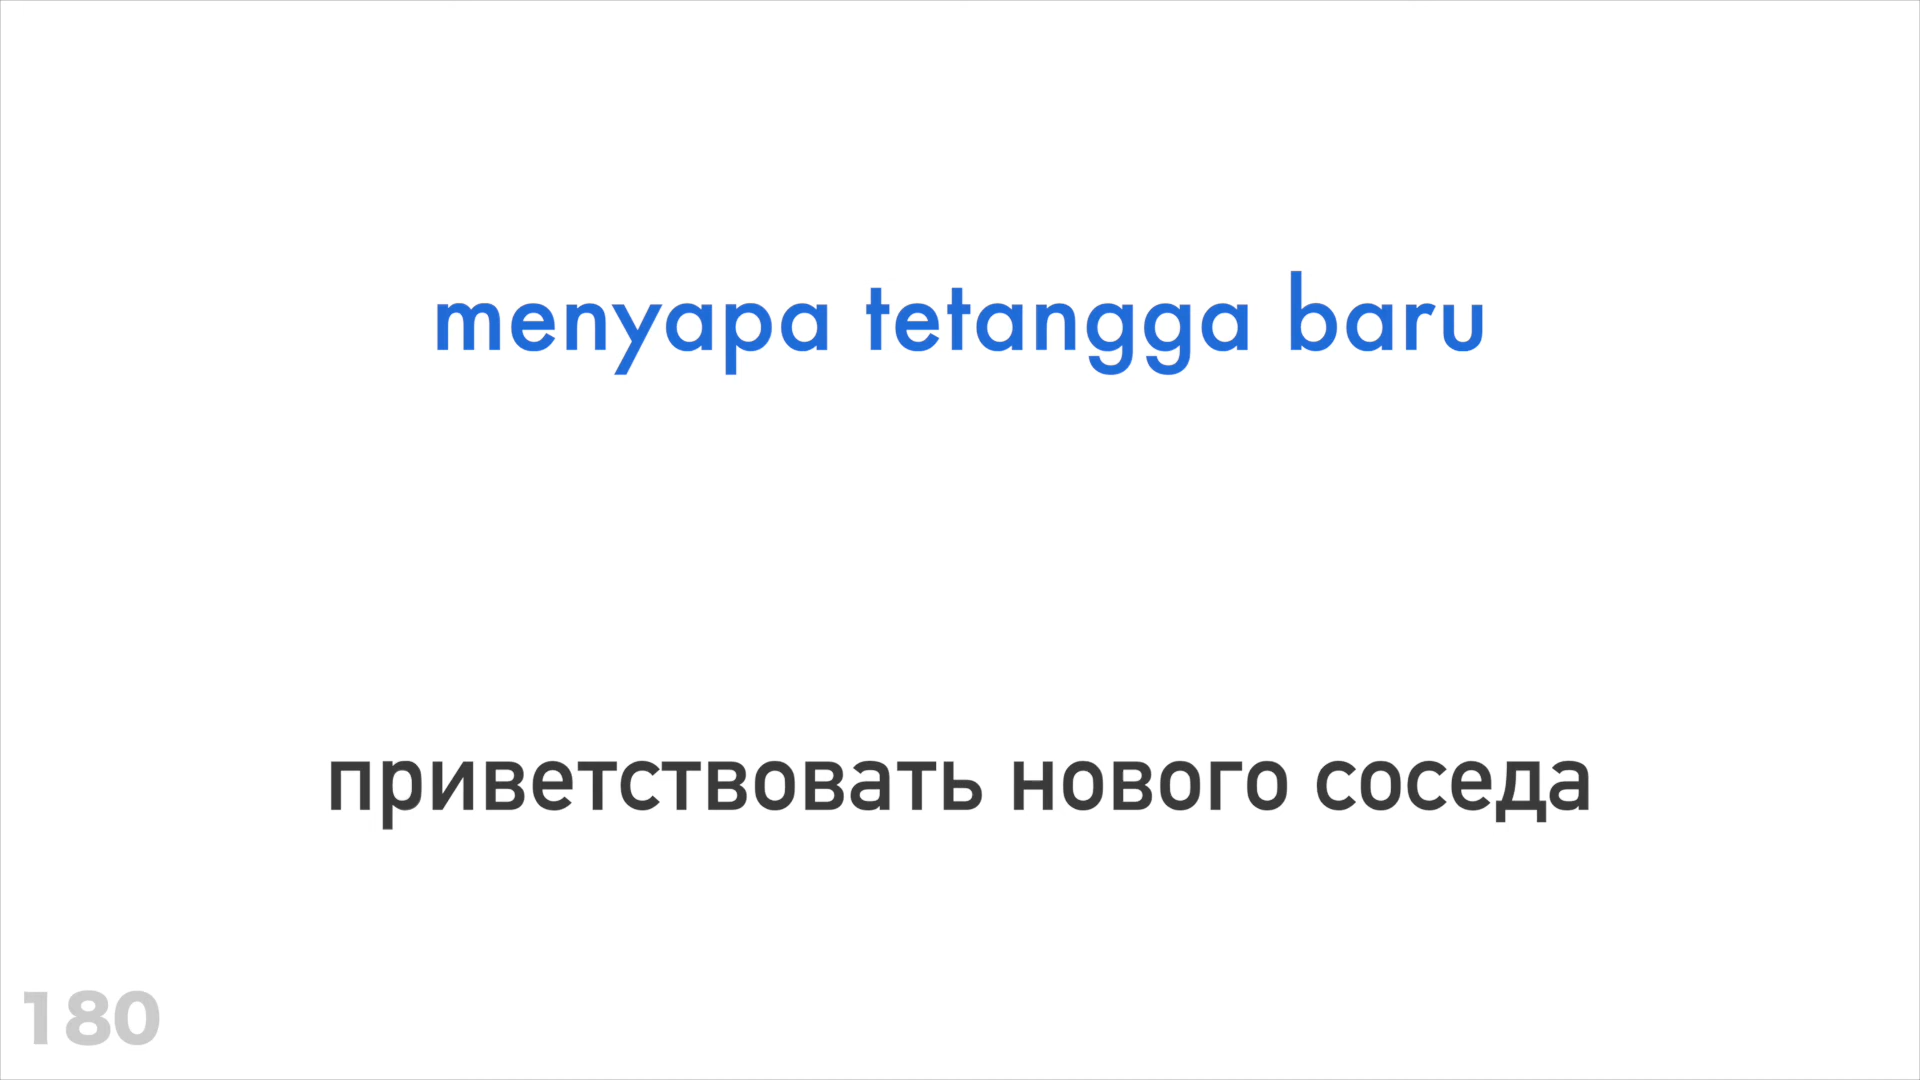 menyapa tetangga baru
приветствовать нового соседа
180